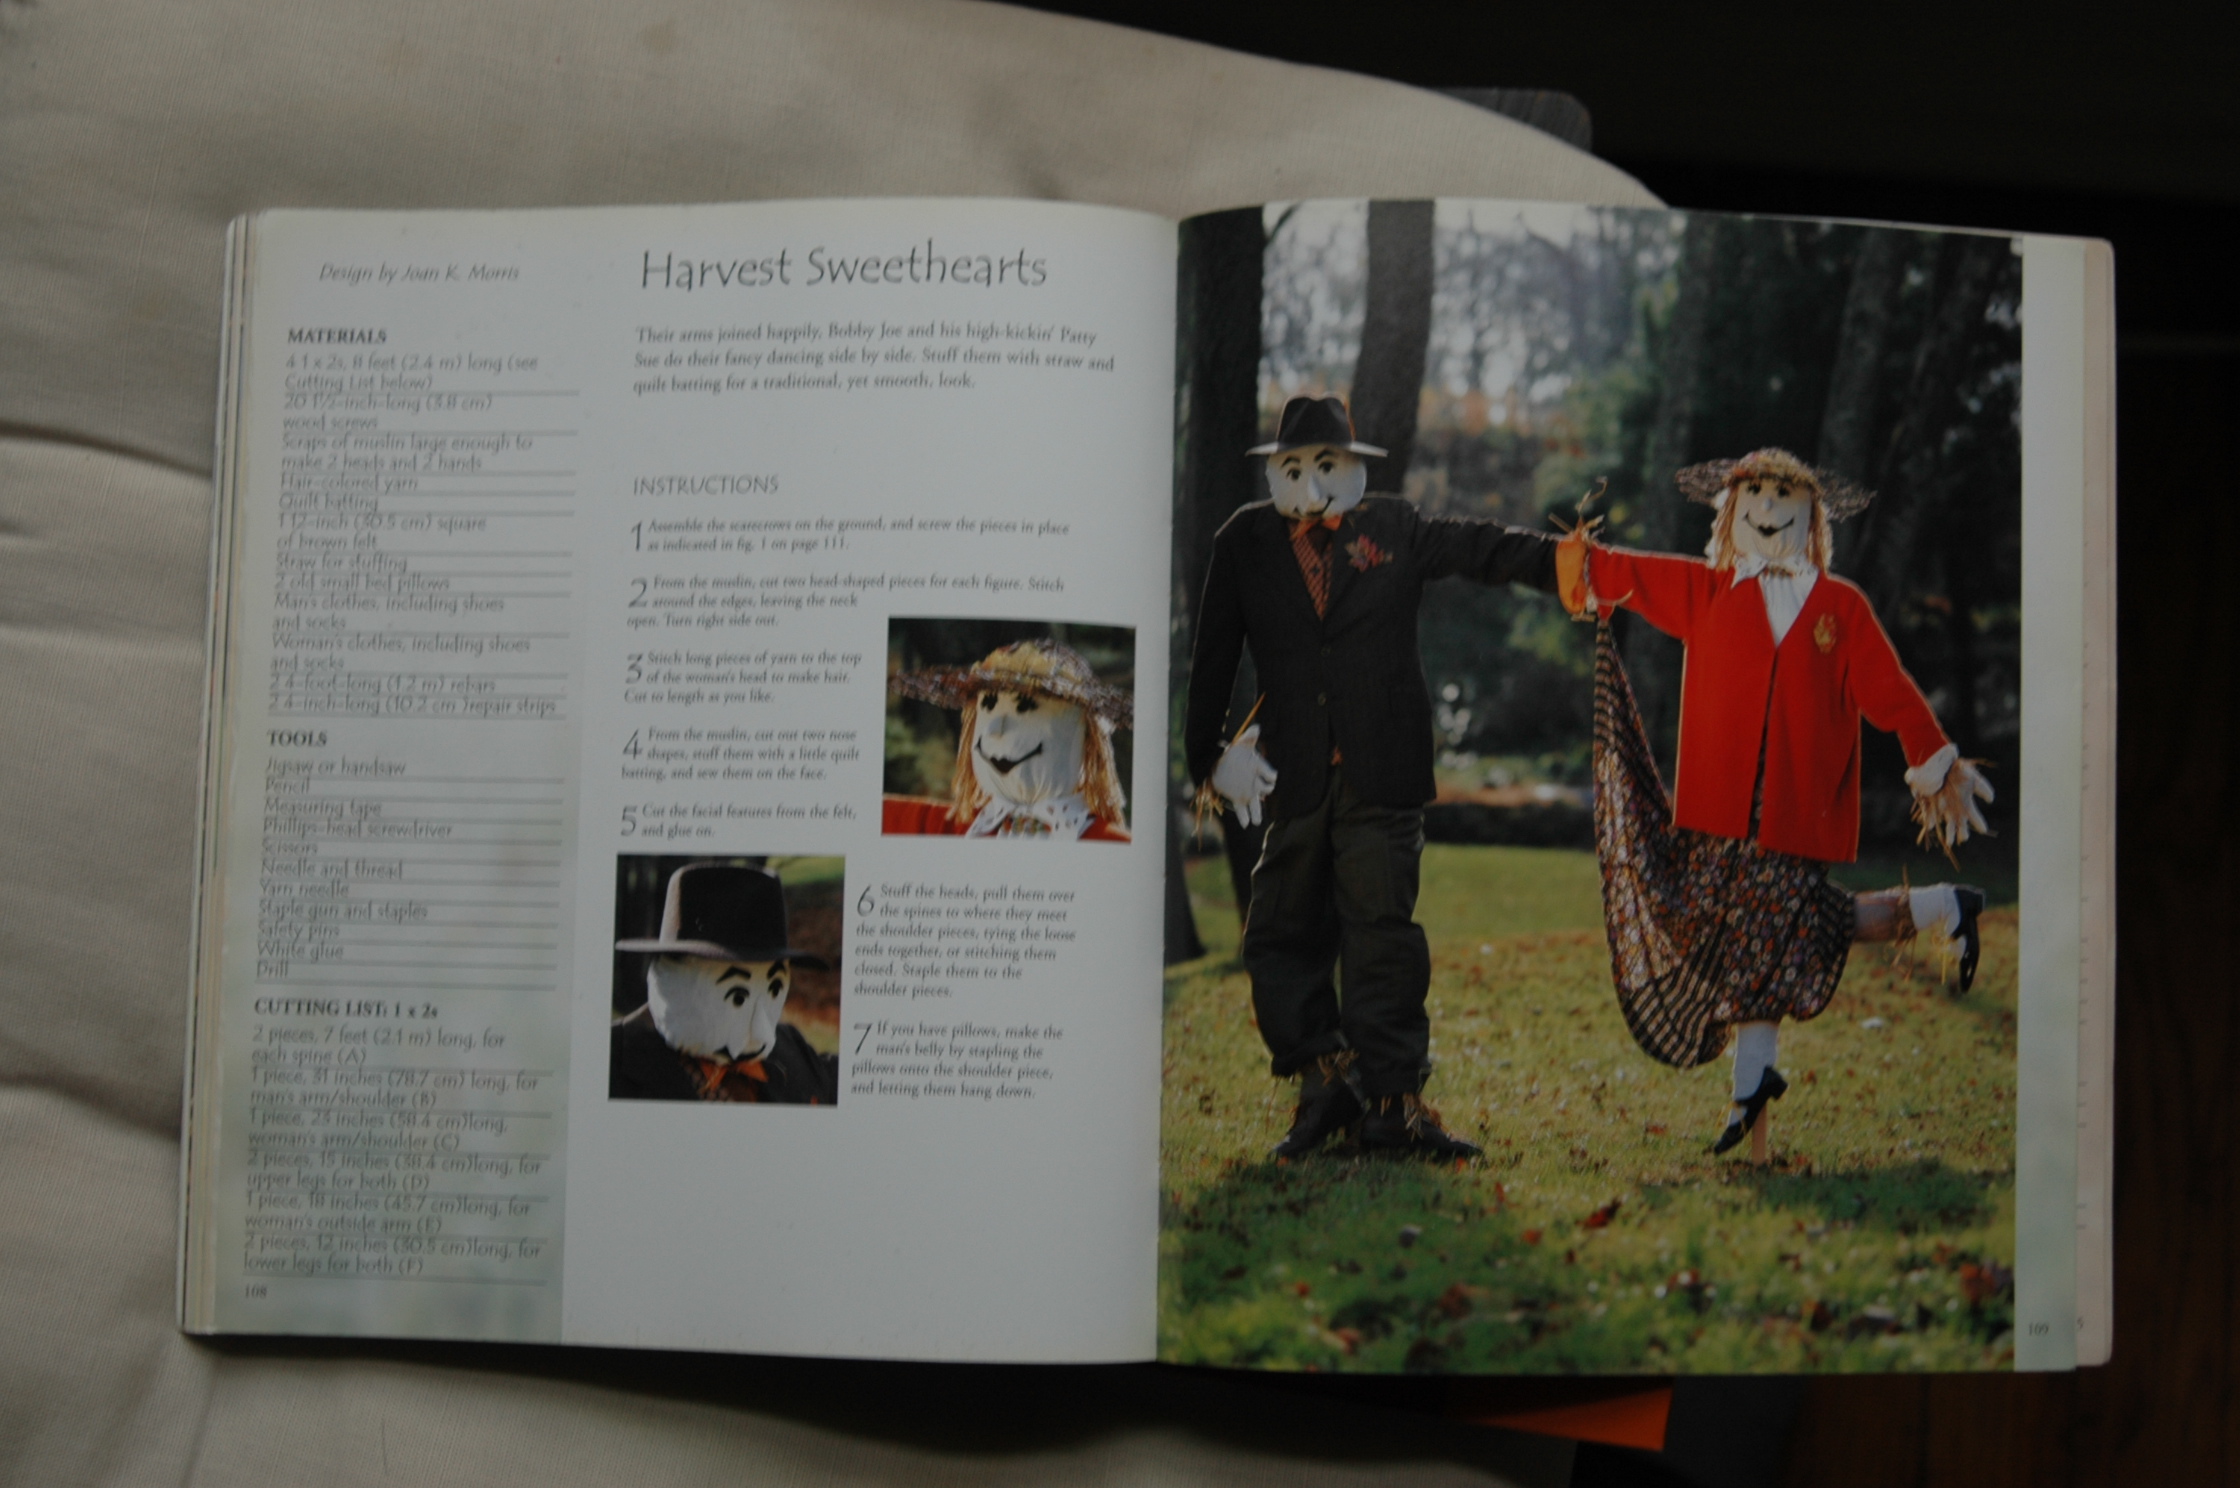 Design by Joan K. Morris
MATERIALS
4 1 x 2s, 8 feet (2.4 m) long (see
Cutting List below)
20 1½-inch-long (3.8 cm)
wood screws
Scraps of muslin large enough to
make 2 heads and 2 hands
Hair-colored yarn
Quilt batting
1 12-inch (30.5 cm) square
of brown felt
Straw for stuffing
2 old small bed pillows
Man's clothes, including shoes
and socks
Woman's clothes, including shoes
and socks
2 4-foot-long (1.2 m) rebars
2 4-inch-long (10.2 cm )repair strips
TOOLS
Jigsaw or handsaw
Pencil
Measuring tape
Phillips-head screwdriver
Scissors
Needle and thread
Yarn needle
Staple gun and staples
Safety pins
White glue
Drill
CUTTING LIST: 1 x 2s
2 pieces, 7 feet (2.1 m) long, for
each spine (A)
1 piece, 31 inches (78.7 cm) long, for
man's arm/shoulder (B)
1 piece, 23 inches (58.4 cm)long,
woman's arm/shoulder (C)
2 pieces, 15 inches (38.4 cm)long, for
upper legs for both (D)
1 piece, 18 inches (45.7 cm)long, for
woman's outside arm (E)
2 pieces, 12 inches (30.5 cm)long, for
lower legs for both (F)
108
Harvest Sweethearts
Their arms joined happily, Bobby Joe and his high-kickin' Patty
Sue do their fancy dancing side by side. Stuff them with straw and
quilt batting for a traditional, yet smooth, look.
INSTRUCTIONS
1 Assemble the scarecrows on the ground, and screw the pieces in place
as indicated in fig. 1 on page 111.
2 From the muslin, cut two head-shaped pieces for each figure. Stitch
around the edges, leaving the neck
open. Turn right side out.
3 Stitch long pieces of yarn to the top
of the woman's head to make hair.
Cut to length as you like.
4 From the muslin, cut out two nose
shapes, stuff them with a little quilt
batting, and sew them on the face.
5 Cut the facial features from the felt,
and glue on.
6 Stuff the heads, pull them over
the spines to where they meet
the shoulder pieces, tying the loose
ends together, or stitching them
closed. Staple them to the
shoulder pieces.
7 If you have pillows, make the
man's belly by stapling the
pillows onto the shoulder piece,
and letting them hang down.
109